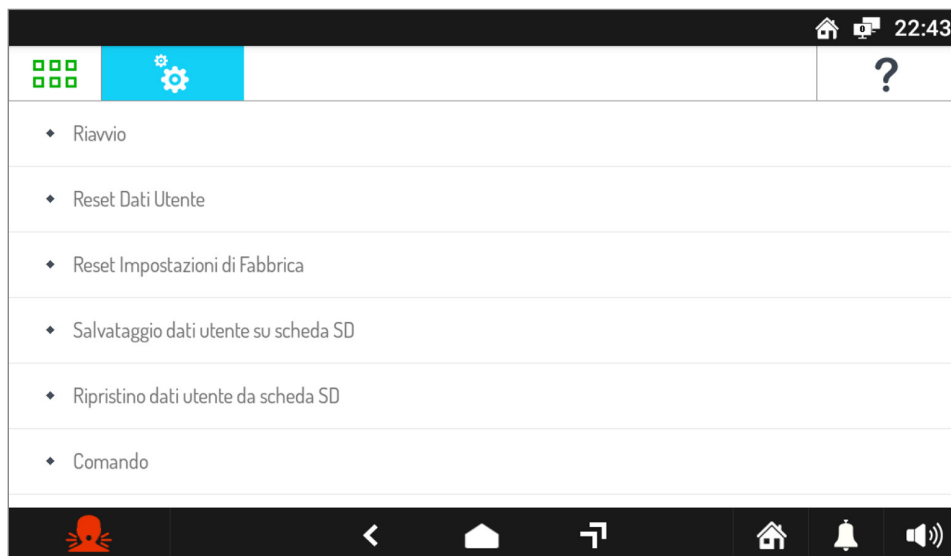 22:43
?
Riavvio
Reset Dati Utente
Reset Impostazioni di Fabbrica
Salvataggio dati utente su scheda SD
Ripristino dati utente da scheda SD
Comando